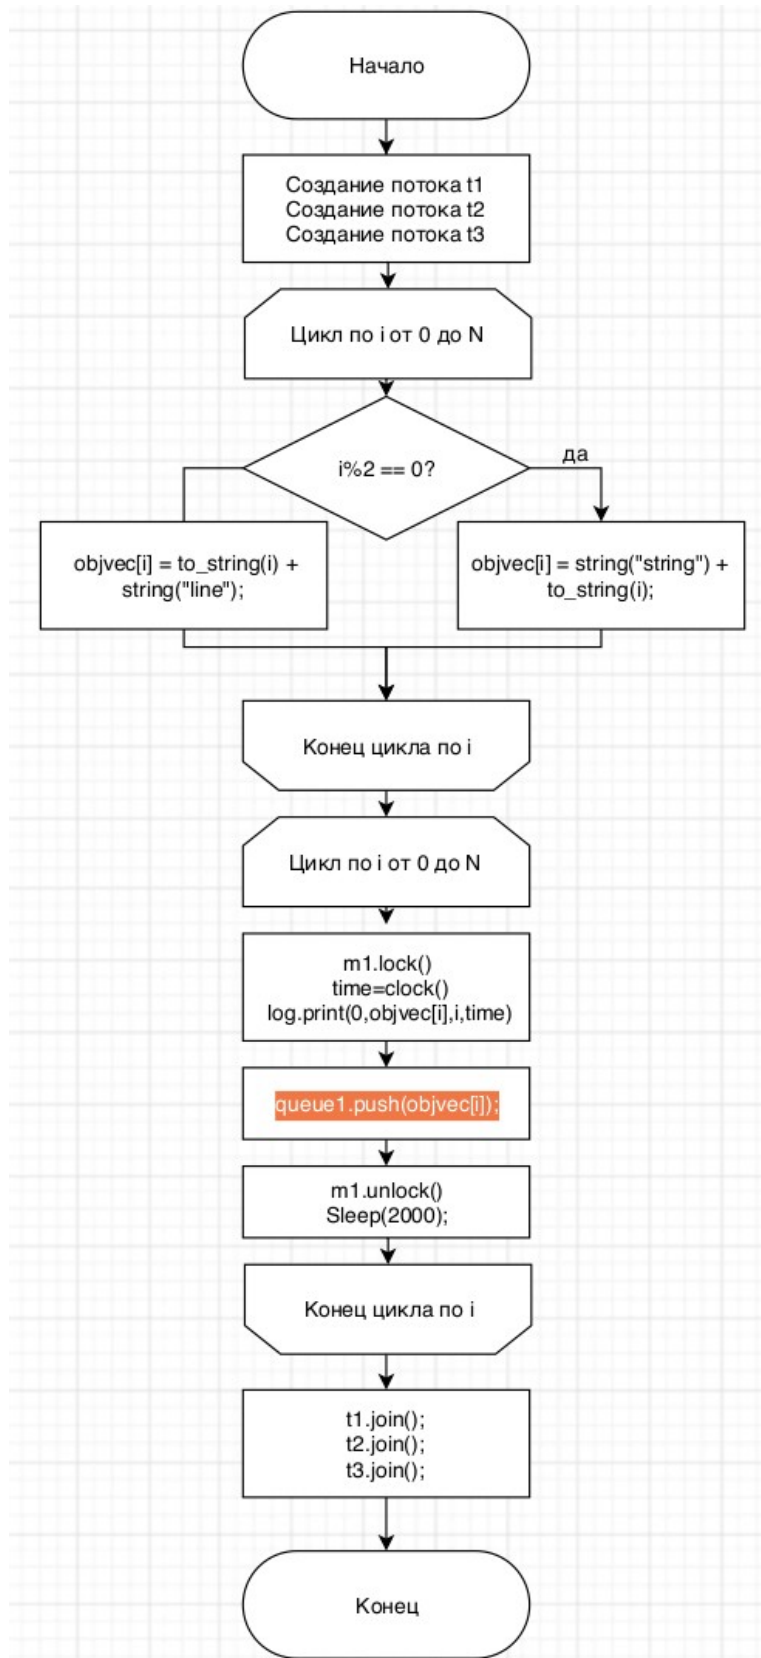 Начало
Создание потока t1
Создание потока t2
Создание потока t3
Цикл по i от 0 до N
i%2 == 0?
да
objvec[i] = to_string(i) +
string("line");
objvec[i] = string("string") +
to_string(i);
Конец цикла по i
Цикл по i от 0 до N
m1.lock()
time=clock()
log.print(0,objvec[i],i,time)
queue1.push(objvec[i]);
m1.unlock()
Sleep(2000);
Конец цикла по i
t1.join();
t2.join();
t3.join();
Конец